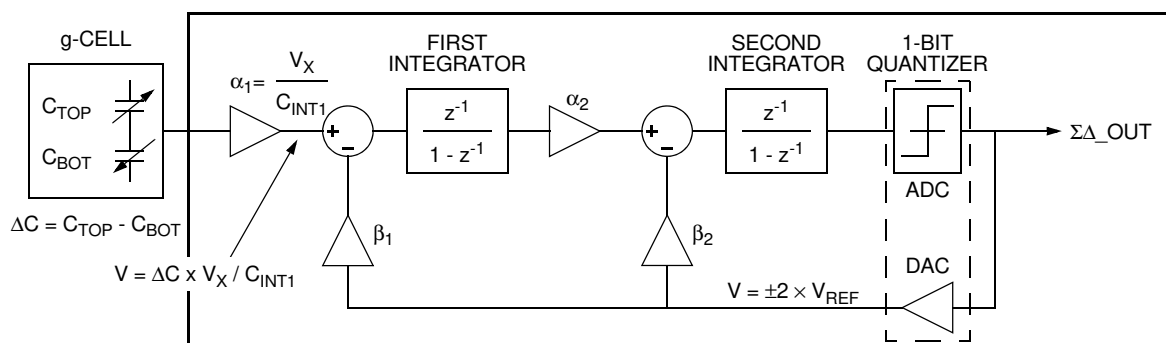 g-CELL
C_TOP
C_BOT
ΔC = C_TOP - C_BOT
α₁= V_X / C_INT1
V = ΔC x V_X / C_INT1
+
−
β₁
FIRST
INTEGRATOR
z⁻¹
1 - z⁻¹
α₂
+
−
β₂
SECOND
INTEGRATOR
z⁻¹
1 - z⁻¹
1-BIT
QUANTIZER
ADC
DAC
V = ±2 × V_REF
ΣΔ_OUT